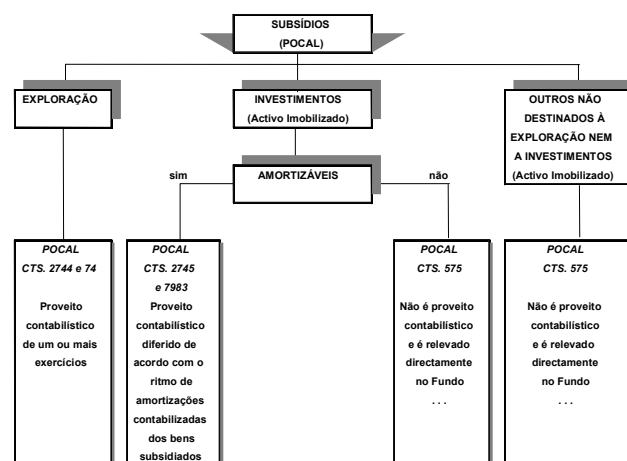 SUBSÍDIOS
(POCAL)
EXPLORAÇÃO
INVESTIMENTOS
(Activo Imobilizado)
OUTROS NÃO
DESTINADOS À
EXPLORAÇÃO NEM
A INVESTIMENTOS
(Activo Imobilizado)
sim
AMORTIZÁVEIS
não
POCAL
CTS. 2744 e 74
Proveito
contabilístico
de um ou mais
exercícios
POCAL
CTS. 2745
e 7983
Proveito
contabilístico
diferido de
acordo com o
ritmo de
amortizações
contabilizadas
dos bens
subsidiados
POCAL
CTS. 575
Não é proveito
contabilístico
e é relevado
directamente
no Fundo
. . .
POCAL
CTS. 575
Não é proveito
contabilístico
e é relevado
directamente
no Fundo
. . .